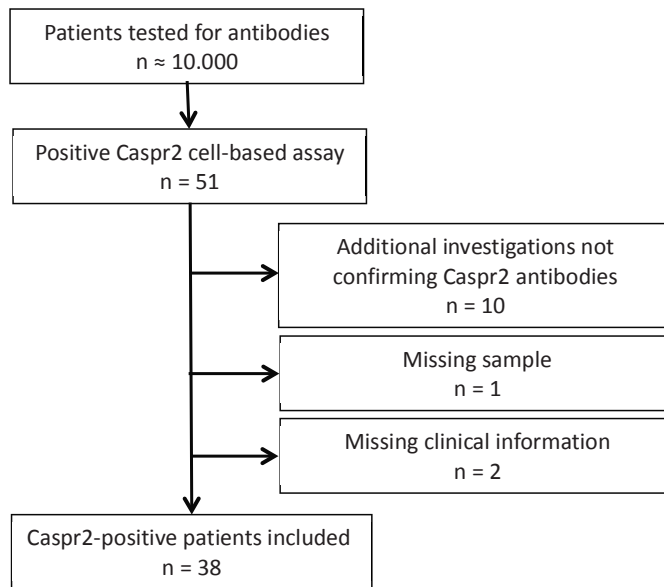 Patients tested for antibodies
n ≈ 10.000
Positive Caspr2 cell-based assay
n = 51
Additional investigations not
confirming Caspr2 antibodies
n = 10
Missing sample
n = 1
Missing clinical information
n = 2
Caspr2-positive patients included
n = 38